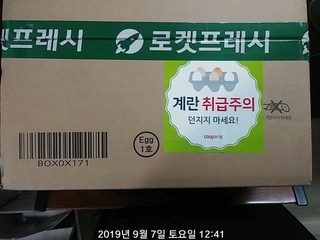 로켓프레시 로켓프레시
계란 취급주의
던지지 마세요!
Egg
1호
BOX0X171
2019년 9월 7일 토요일 12:41